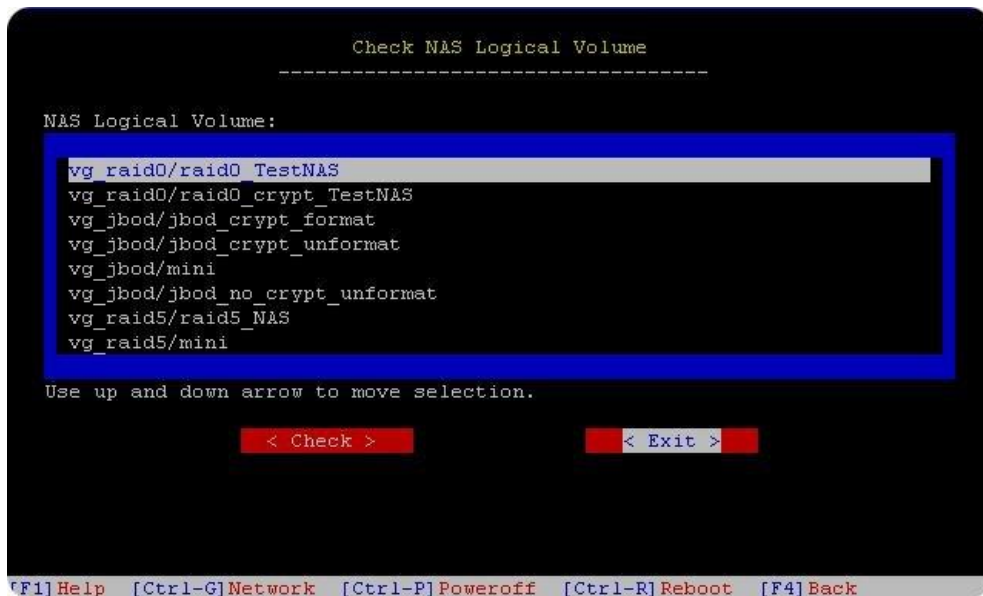 Check NAS Logical Volume
-----------------------------------
NAS Logical Volume:
vg_raid0/raid0_TestNAS
vg_raid0/raid0_crypt_TestNAS
vg_jbod/jbod_crypt_format
vg_jbod/jbod_crypt_unformat
vg_jbod/mini
vg_jbod/jbod_no_crypt_unformat
vg_raid5/raid5_NAS
vg_raid5/mini
Use up and down arrow to move selection.
< Check > < Exit >
[F1]Help [Ctrl-G]Network [Ctrl-P]Poweroff [Ctrl-R]Reboot [F4]Back